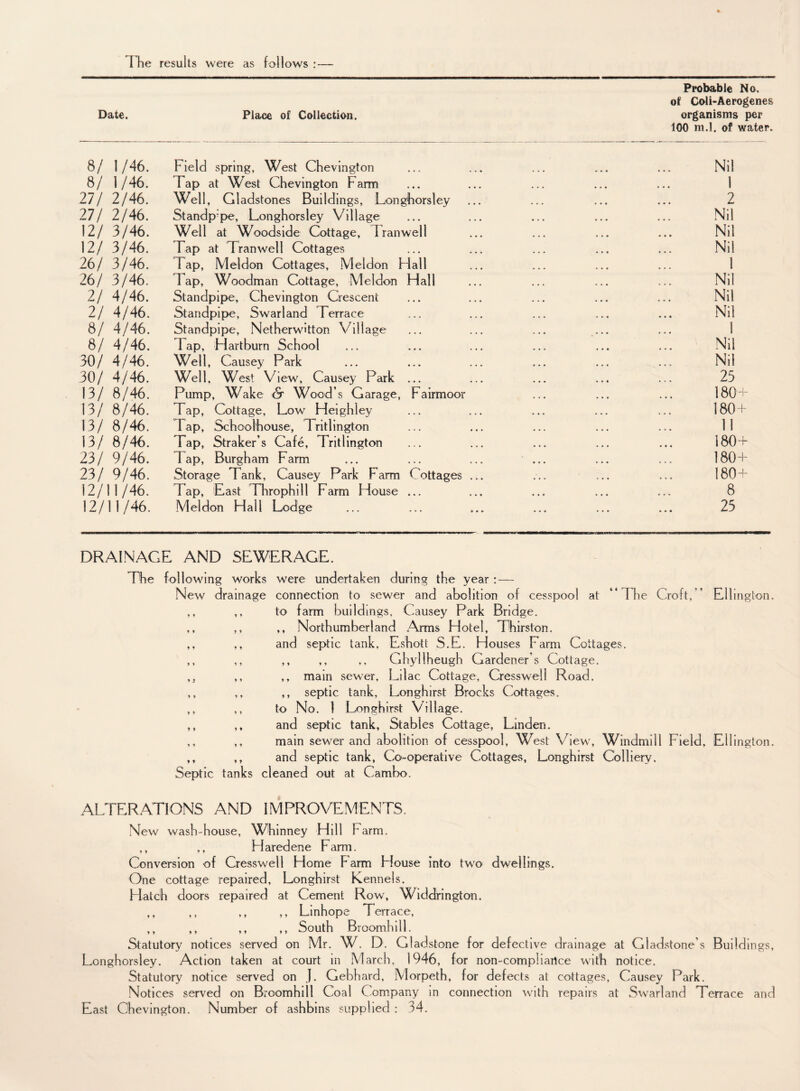 The results were as follows :—
Date. Place of Collection. Probable No. of Coli-Aerogenes organisms per 100 m.l. of water.
8/ 1/46. Field spring, West Chevington ... ... ... ... ... Nil
8/ 1/46. Tap at West Chevington Farm ... ... ... ... ... 1
27/ 2/46. Well, Gladstones Buildings, Longhorsley ... ... ... ... 2
27/ 2/46. Standp'pe, Longhorsley Village ... ... ... ... ... Nil
12/ 3/46. Well at Woodside Cottage, Tranwell ... ... ... ... Nil
12/ 3/46. Tap at Tranwell Cottages ... ... ... ... ... Nil
26/ 3/46. Tap, Meldon Cottages, Meldon Hall ... ... ... ... 1
26/ 3/46. Tap, Woodman Cottage, Meldon Hall ... ... ... ... Nil
2/ 4/46. Standpipe, Chevington Crescent ... ... ... ... ... Nil
2/ 4/46. Standpipe, Swarland Terrace ... ... ... ... ... Nil
8/ 4/46. Standpipe, Netherwitton Village ... ... ... ... ... 1
8/ 4/46. Tap, Hartburn School ... ... ... ... ... ... Nil
30/ 4/46. Well, Causey Park ... ... ... ... ... ... Nil
30/ 4/46. Well, West View, Causey Park ... ... ... ... ... 25
13/ 8/46. Pump, Wake & Wood's Garage, Fairmoor ... ... ... 180+
13/ 8/46. Tap, Cottage, Low Heighley ... ... ... ... ... 180+
13/ 8/46. Tap, Schoolhouse, Tritlington ... ... ... ... ... 11
13/ 8/46. Tap, Straker's Café, Tritlington ... ... ... ... ... 180+
23/ 9/46. Tap, Burgham Farm ... ... ... ... ... ... 180+
23/ 9/46. Storage Tank, Causey Park Farm Cottages ... ... ... ... 180+
12/11/46. Tap, East Throphill Farm House ... ... ... ... ... 8
12/11/46. Meldon Hall Lodge ... ... ... ... ... ... 25
DRAINAGE AND SEWERAGE.
The following works were undertaken during the year :—
New drainage connection to sewer and abolition of cesspool at "The Croft," Ellington.
,, ,, to farm buildings, Causey Park Bridge.
,, ,, ,, Northumberland Arms Hotel, Thirston.
,, ,, and septic tank, Eshott S.E. Houses Farm Cottages.
,, ,, ,, ,, ,, Ghyllheugh Gardener's Cottage.
,, ,, ,, main sewer, Lilac Cottage, Cresswell Road.
,, ,, ,, septic tank, Longhirst Brocks Cottages.
,, ,, to No. 1 Longhirst Village.
,, ,, and septic tank, Stables Cottage, Linden.
,, ,, main sewer and abolition of cesspool, West View, Windmill Field, Ellington.
,, ,, and septic tank, Co-operative Cottages, Longhirst Colliery.
Septic tanks cleaned out at Cambo.
ALTERATIONS AND IMPROVEMENTS.
New wash-house, Whinney Hill Farm.
,, ,, Haredene Farm.
Conversion of Cresswell Home Farm House into two dwellings.
One cottage repaired, Longhirst Kennels.
Hatch doors repaired at Cement Row, Widdrington.
,, ,, ,, ,, Linhope Terrace,
,, ,, ,, ,, South Broomhill.
Statutory notices served on Mr. W. D. Gladstone for defective drainage at Gladstone's Buildings,
Longhorsley. Action taken at court in March, 1946, for non-compliance with notice.
Statutory notice served on J. Gebhard, Morpeth, for defects at cottages, Causey Park.
Notices served on Broomhill Coal Company in connection with repairs at Swarland Terrace and
East Chevington. Number of ashbins supplied : 34.